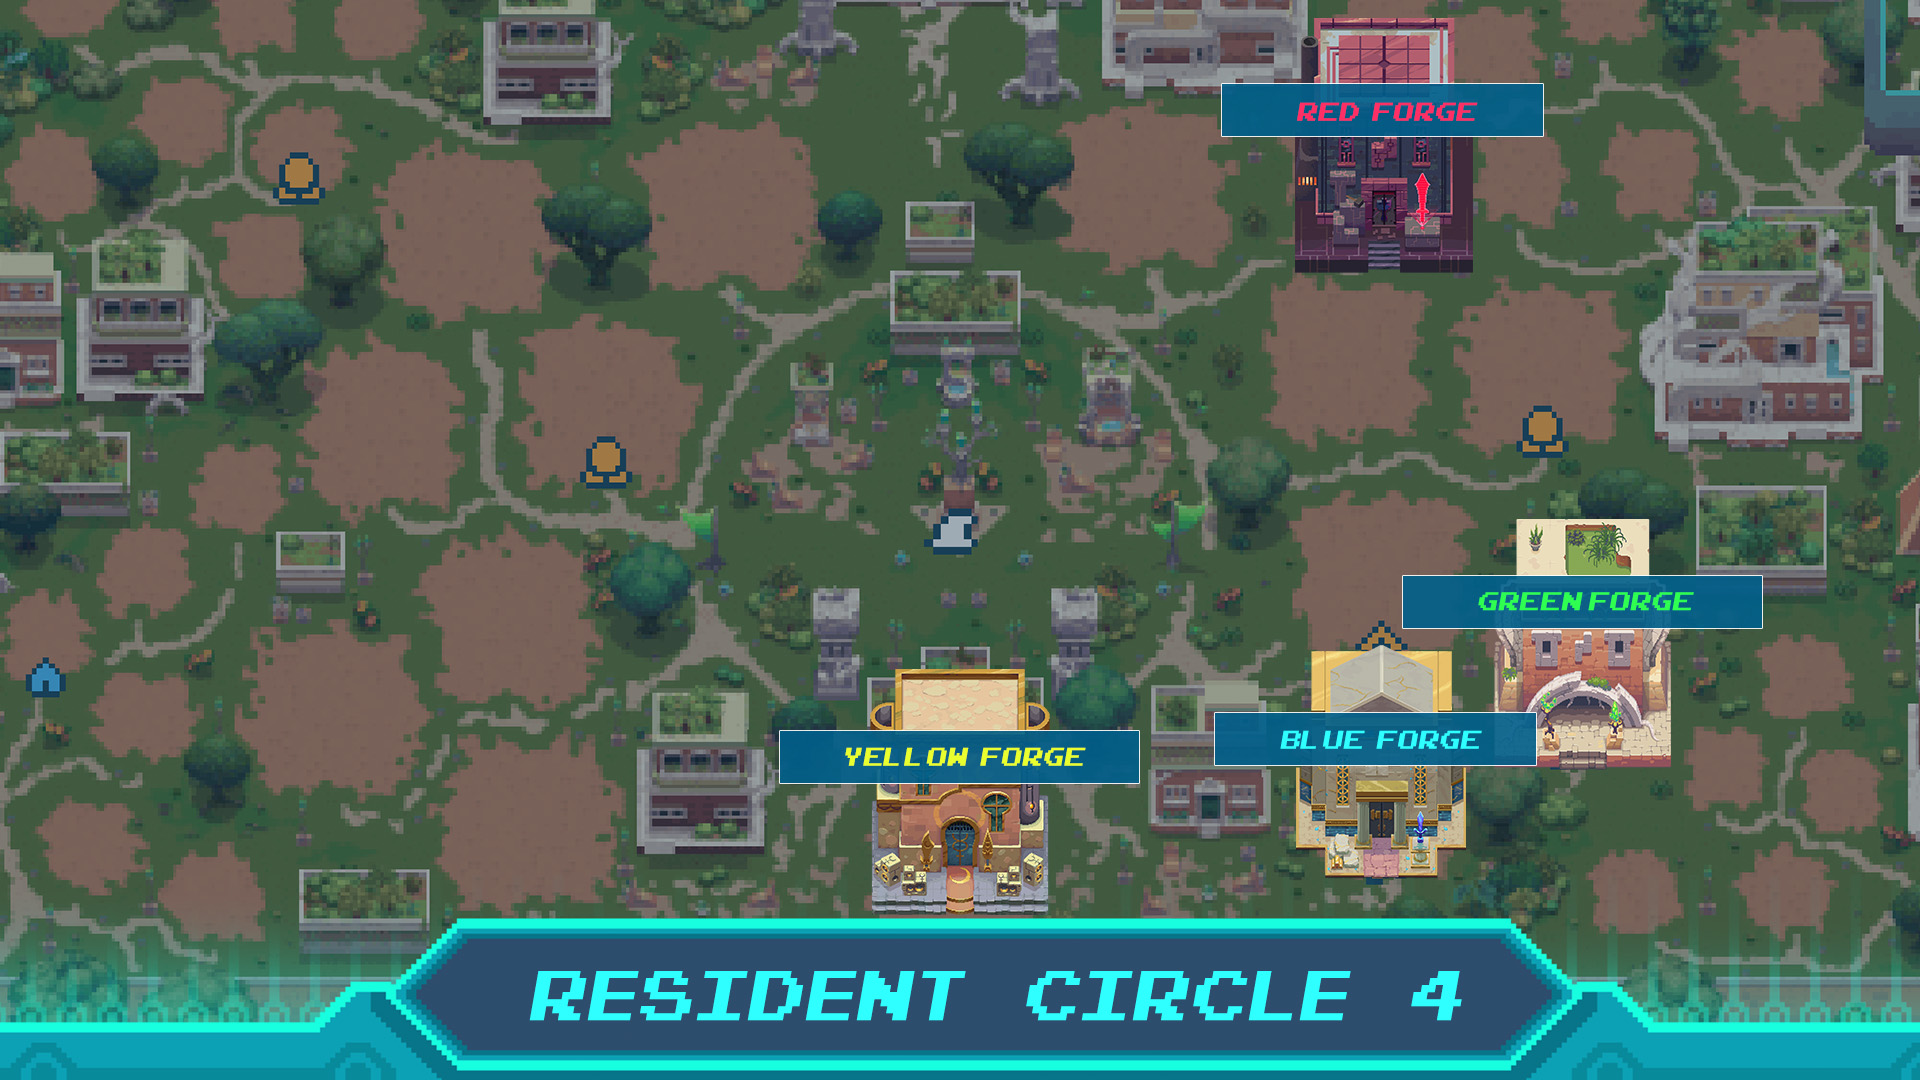 RED FORGE
GREEN FORGE
BLUE FORGE
YELLOW FORGE
RESIDENT CIRCLE 4